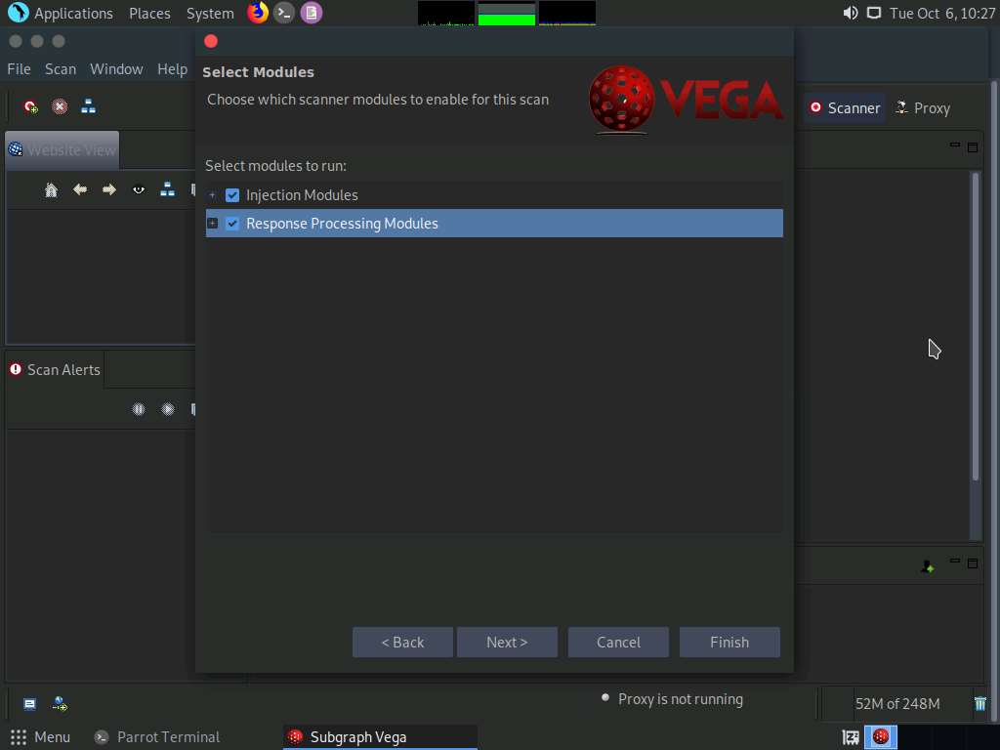 Applications Places System Tue Oct 6, 10:27
File Scan Window Help
Select Modules
Choose which scanner modules to enable for this scan
VEGA
Scanner Proxy
Website View
Select modules to run:
Injection Modules
Response Processing Modules
Scan Alerts
< Back Next > Cancel Finish
Proxy is not running 52M of 248M
Menu Parrot Terminal Subgraph Vega